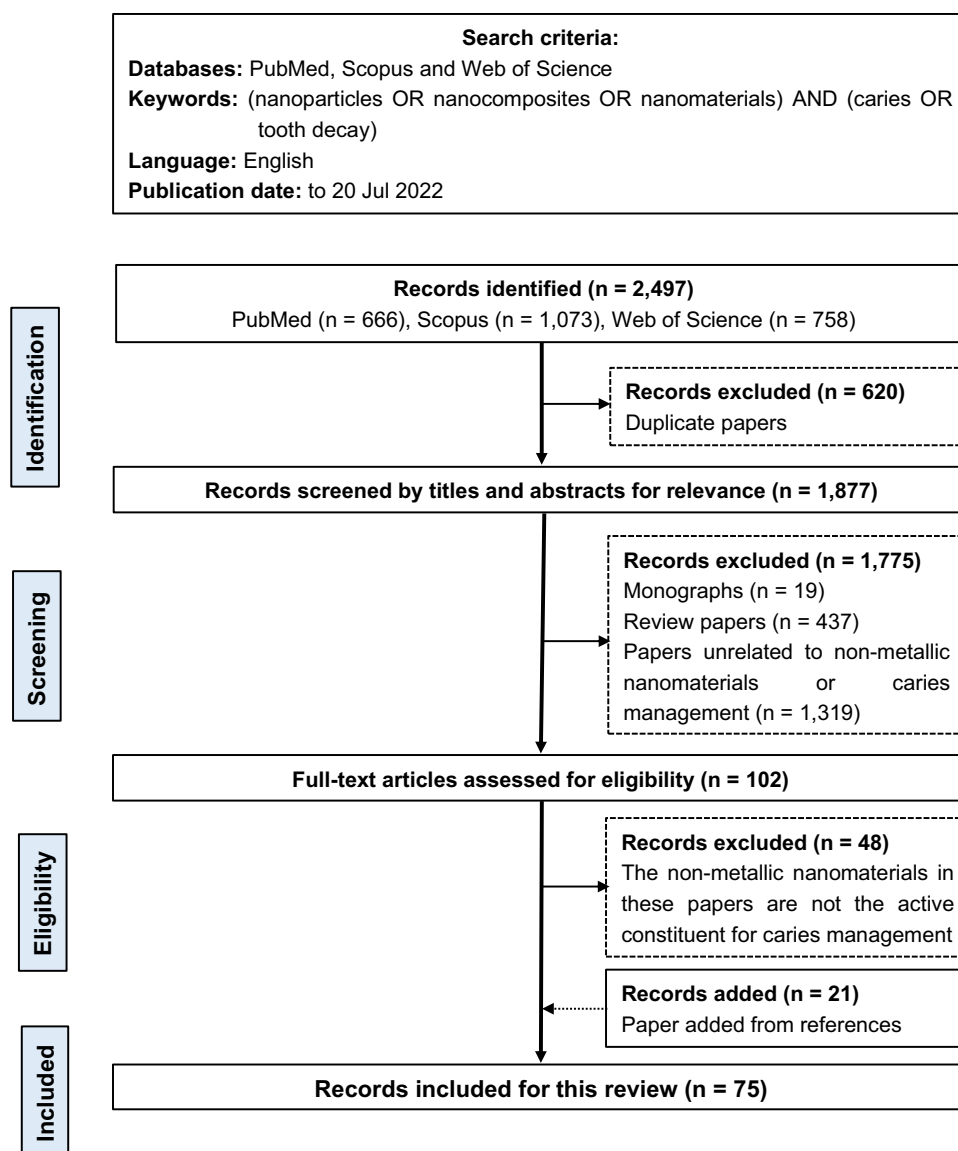 Search criteria:
Databases: PubMed, Scopus and Web of Science
Keywords: (nanoparticles OR nanocomposites OR nanomaterials) AND (caries OR
tooth decay)
Language: English
Publication date: to 20 Jul 2022
Identification
Records identified (n = 2,497)
PubMed (n = 666), Scopus (n = 1,073), Web of Science (n = 758)
Records excluded (n = 620)
Duplicate papers
Records screened by titles and abstracts for relevance (n = 1,877)
Screening
Records excluded (n = 1,775)
Monographs (n = 19)
Review papers (n = 437)
Papers unrelated to non-metallic
nanomaterials or caries
management (n = 1,319)
Full-text articles assessed for eligibility (n = 102)
Eligibility
Records excluded (n = 48)
The non-metallic nanomaterials in
these papers are not the active
constituent for caries management
Records added (n = 21)
Paper added from references
Included
Records included for this review (n = 75)